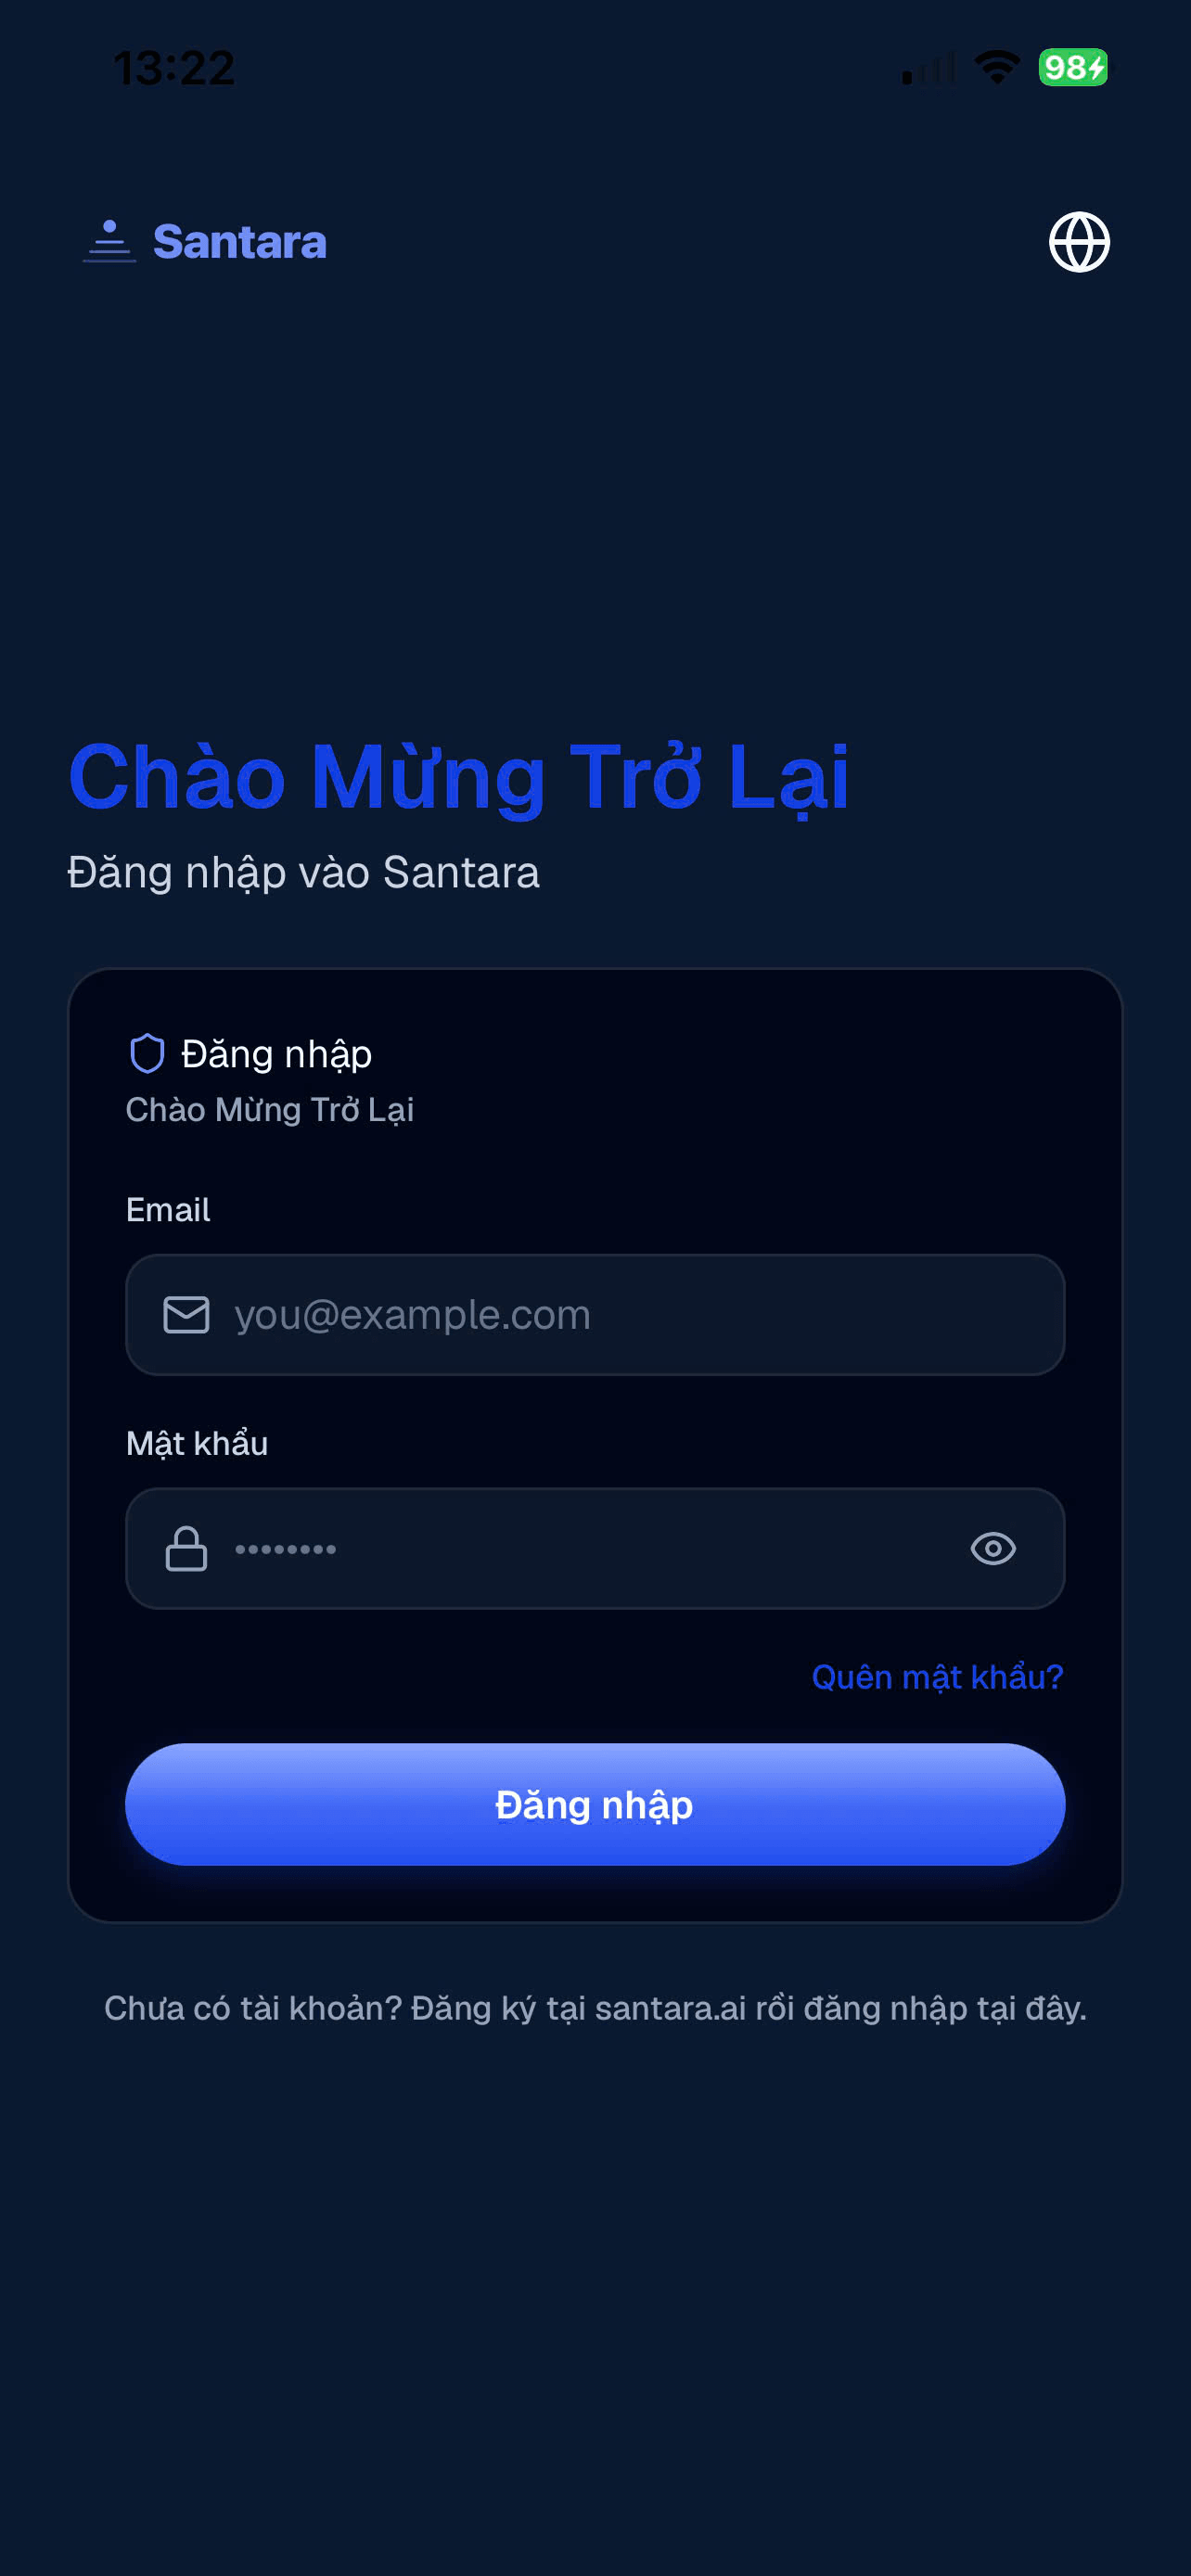 13:22
98
Santara
Chào Mừng Trở Lại
Đăng nhập vào Santara
Đăng nhập
Chào Mừng Trở Lại
Email
you@example.com
Mật khẩu
••••••••
Quên mật khẩu?
Đăng nhập
Chưa có tài khoản? Đăng ký tại santara.ai rồi đăng nhập tại đây.